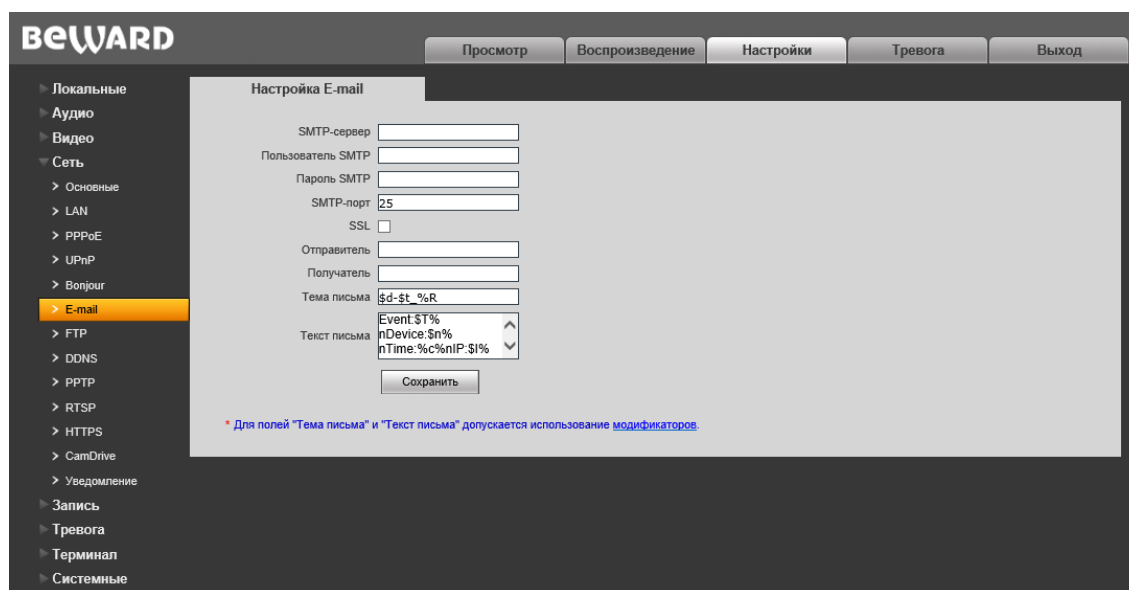 BEWARD
Просмотр Воспроизведение Настройки Тревога Выход
Локальные
Аудио
Видео
Сеть
Основные
LAN
PPPoE
UPnP
Bonjour
E-mail
FTP
DDNS
PPTP
RTSP
HTTPS
CamDrive
Уведомление
Запись
Тревога
Терминал
Системные
Настройка E-mail
SMTP-сервер
Пользователь SMTP
Пароль SMTP
SMTP-порт 25
SSL
Отправитель
Получатель
Тема письма $d-$t_%R
Текст письма Event:$T%
nDevice:$n%
nTime:%c%nIP:$I%
Сохранить
* Для полей "Тема письма" и "Текст письма" допускается использование модификаторов.